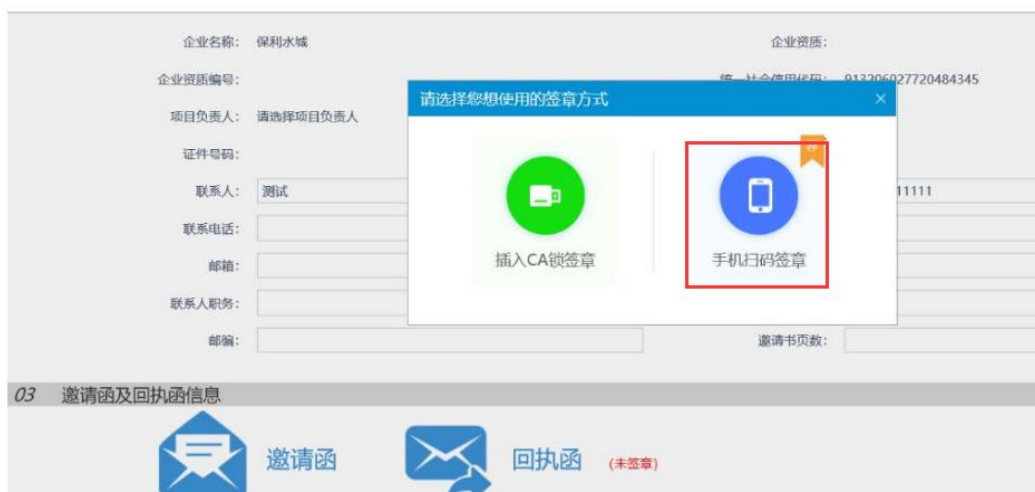 企业名称： 保利水城 企业资质：
企业资质编号： 统一社会信用代码： 913206027720484345
请选择您想使用的签章方式
项目负责人： 请选择项目负责人
荐
证件号码：
联系人： 测试 11111
联系电话：
插入CA锁签章 手机扫码签章
邮箱：
联系人职务：
邮编： 邀请书页数：
03 邀请函及回执函信息
邀请函 回执函 (未签章)